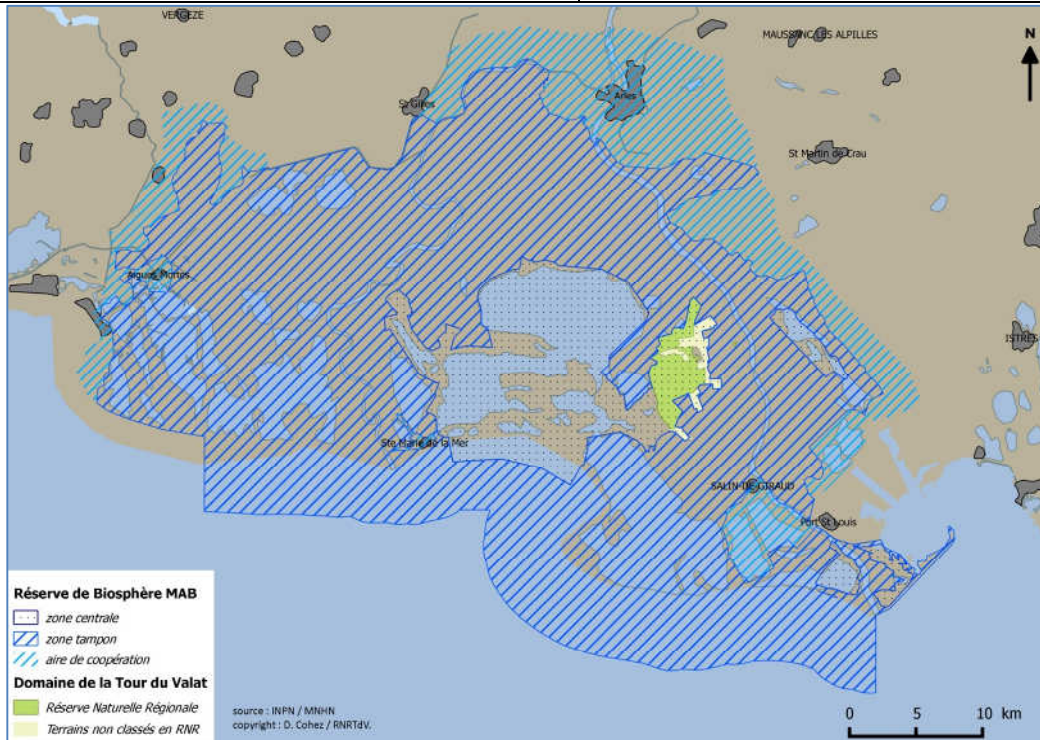 VERGEZE
MAUSSANC LES ALPILLES
N
St Gilles
Arles
St Martin de Crau
Aigues Mortes
ISTRES
Ste Marie de la Mer
SALIN-DE-GIRAUD
Port St Louis
Réserve de Biosphère MAB
zone centrale
zone tampon
aire de coopération
Domaine de la Tour du Valat
Réserve Naturelle Régionale
Terrains non classés en RNR
source : INPN / MNHN
copyright : D. Cohez / RNRTdV.
0 5 10 km